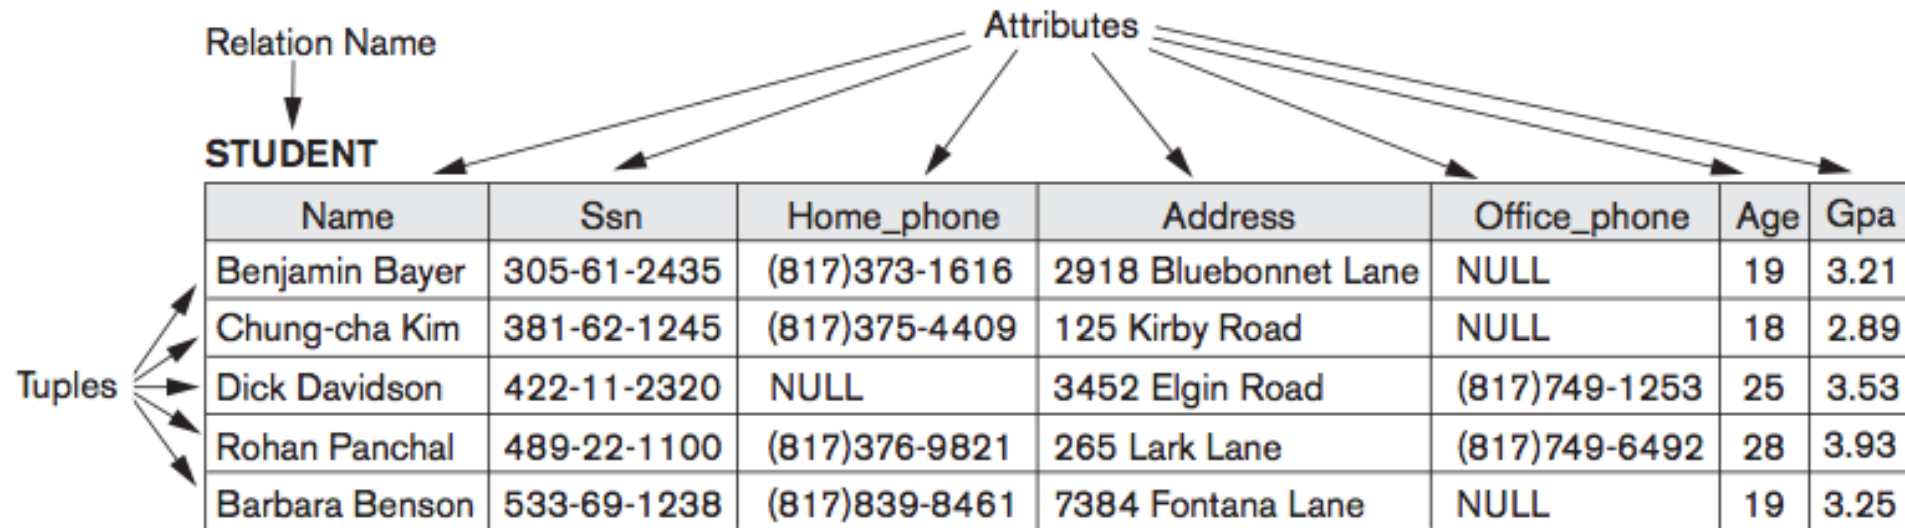 Attributes
Relation Name
STUDENT
Name Ssn Home_phone Address Office_phone Age Gpa
Benjamin Bayer 305-61-2435 (817)373-1616 2918 Bluebonnet Lane NULL 19 3.21
Chung-cha Kim 381-62-1245 (817)375-4409 125 Kirby Road NULL 18 2.89
Tuples Dick Davidson 422-11-2320 NULL 3452 Elgin Road (817)749-1253 25 3.53
Rohan Panchal 489-22-1100 (817)376-9821 265 Lark Lane (817)749-6492 28 3.93
Barbara Benson 533-69-1238 (817)839-8461 7384 Fontana Lane NULL 19 3.25